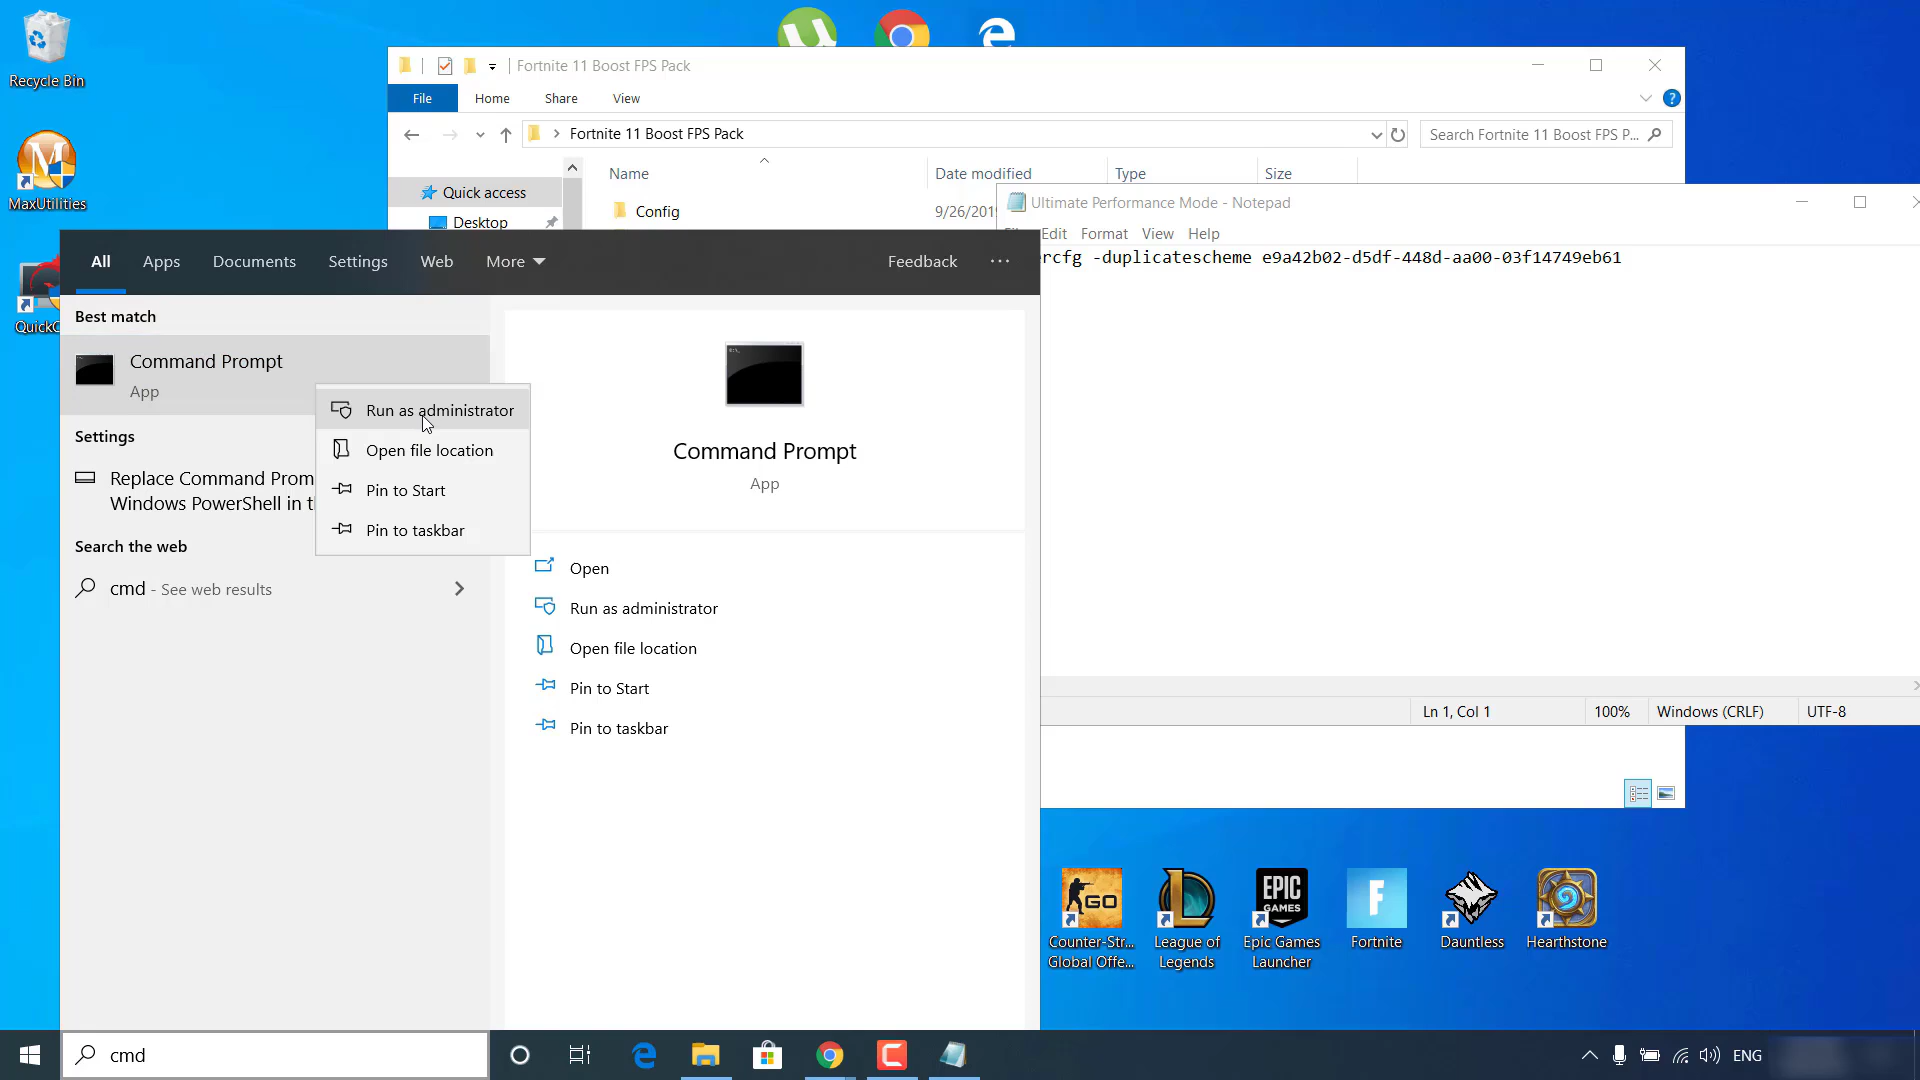 Recycle Bin
MaxUtilities
Fortnite 11 Boost FPS Pack
File Home Share View
Fortnite 11 Boost FPS Pack
Search Fortnite 11 Boost FPS P...
Quick access
Desktop
Name Date modified Type Size
Config
Ultimate Performance Mode - Notepad
Edit Format View Help
-duplicatescheme e9a42b02-d5df-448d-aa00-03f14749eb61
Ln 1, Col 1 100% Windows (CRLF) UTF-8
All Apps Documents Settings Web More Feedback ...
Best match
Command Prompt
App
Settings
Replace Command Prom
Windows PowerShell in t
Search the web
cmd - See web results
Run as administrator
Open file location
Pin to Start
Pin to taskbar
Command Prompt
App
Open
Run as administrator
Open file location
Pin to Start
Pin to taskbar
GO
Counter-Str...
Global Offe...
League of
Legends
EPIC
GAMES
Epic Games
Launcher
F
Fortnite
Dauntless
Hearthstone
cmd
ENG